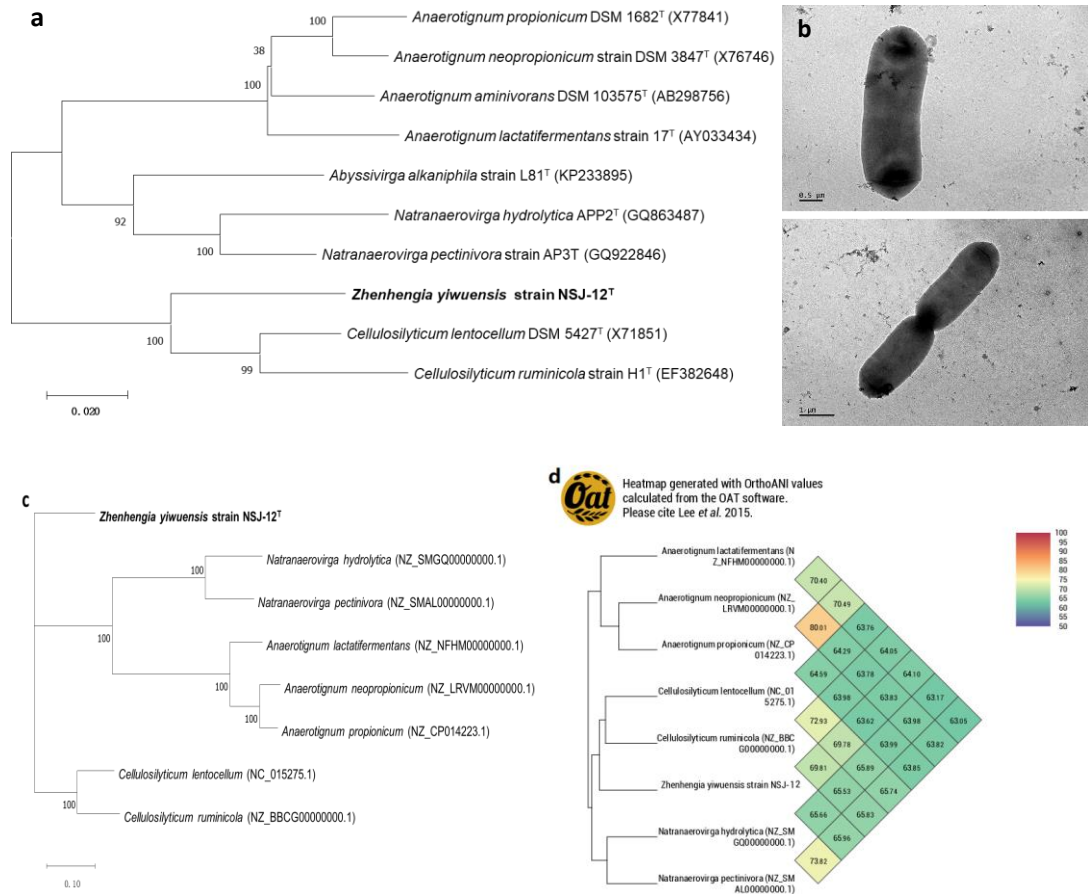 a
Anaerotignum propionicum DSM 1682ᵀ (X77841)
100
Anaerotignum neopropionicum strain DSM 3847ᵀ (X76746)
38
100
Anaerotignum aminivorans DSM 103575ᵀ (AB298756)
Anaerotignum lactatifermentans strain 17ᵀ (AY033434)
Abyssivirga alkaniphila strain L81ᵀ (KP233895)
92
Natranaerovirga hydrolytica APP2ᵀ (GQ863487)
100
Natranaerovirga pectinivora strain AP3T (GQ922846)
Zhenhengia yiwuensis strain NSJ-12ᵀ
100
Cellulosilyticum lentocellum DSM 5427ᵀ (X71851)
99
Cellulosilyticum ruminicola strain H1ᵀ (EF382648)
0.020
b
0.5 µm
1 µm
c
Zhenhengia yiwuensis strain NSJ-12ᵀ
Natranaerovirga hydrolytica (NZ_SMGQ00000000.1)
100
Natranaerovirga pectinivora (NZ_SMAL00000000.1)
100
Anaerotignum lactatifermentans (NZ_NFHM00000000.1)
100
Anaerotignum neopropionicum (NZ_LRVM00000000.1)
100
Anaerotignum propionicum (NZ_CP014223.1)
Cellulosilyticum lentocellum (NC_015275.1)
100
Cellulosilyticum ruminicola (NZ_BBCG00000000.1)
0.10
d
Oat
Heatmap generated with OrthoANI values
calculated from the OAT software.
Please cite Lee et al. 2015.
100
95
90
85
80
75
70
65
60
55
50
Anaerotignum lactatifermentans (N
Z_NFHM00000000.1)
Anaerotignum neopropionicum (NZ_
LRVM00000000.1)
Anaerotignum propionicum (NZ_CP
014223.1)
Cellulosilyticum lentocellum (NC_01
5275.1)
Cellulosilyticum ruminicola (NZ_BBC
G00000000.1)
Zhenhengia yiwuensis strain NSJ-12
Natranaerovirga hydrolytica (NZ_SM
GQ00000000.1)
Natranaerovirga pectinivora (NZ_SM
AL00000000.1)
70.40
70.49
80.81 63.76
64.29 64.05
64.59 63.78 64.10
63.98 63.83 63.17
72.93 63.62 63.98 63.05
69.78 63.99 63.82
69.81 65.89 63.85
65.53 65.74
65.66 65.83
65.96
73.82